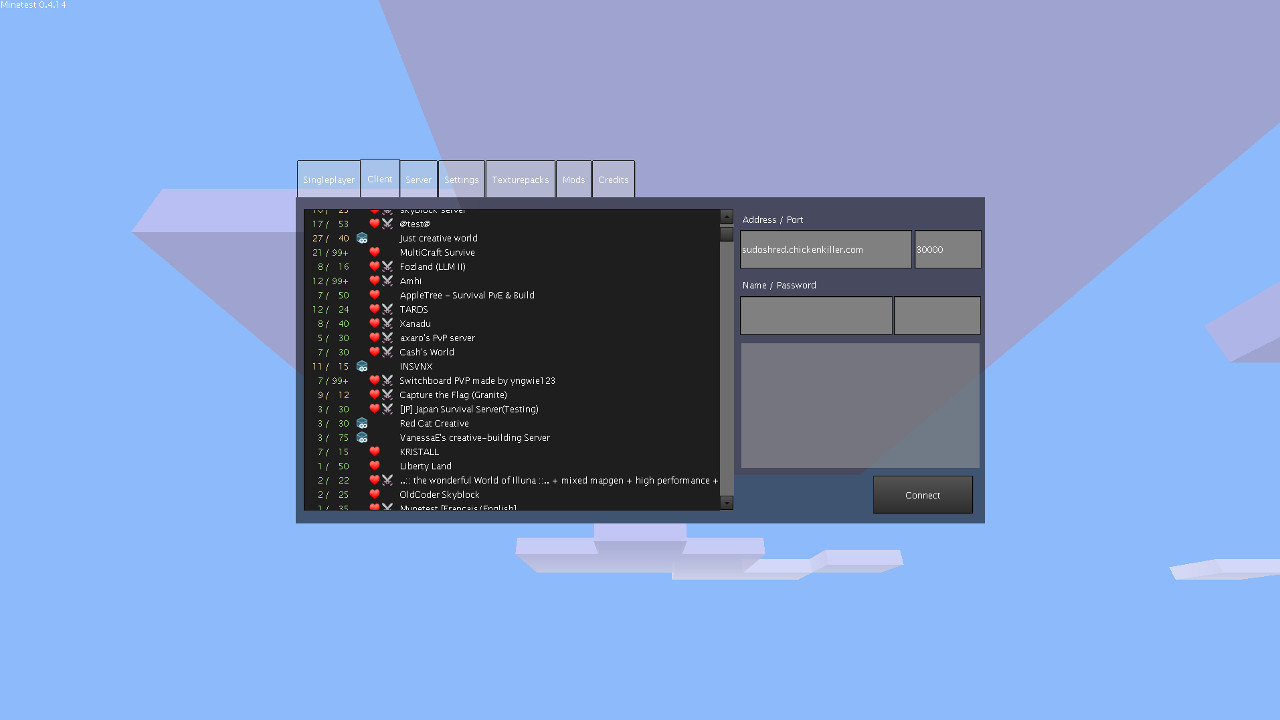 Minetest 0.4.14
Singleplayer Client Server Settings Texturepacks Mods Credits
Address / Port
sudoshred.chickenkiller.com 30000
Name / Password
Connect
skyblock server
17 / 53 @test@
27 / 40 Just creative world
21 / 99+ MultiCraft Survive
8 / 16 Fozland (LLM II)
12 / 99+ Amhi
7 / 50 AppleTree - Survival PvE & Build
12 / 24 TARDS
8 / 40 Xanadu
5 / 30 axaro's PvP server
7 / 30 Cash's World
11 / 15 INSVNX
7 / 99+ Switchboard PVP made by yngwie123
9 / 12 Capture the Flag (Granite)
3 / 30 [JP] Japan Survival Server(Testing)
3 / 30 Red Cat Creative
3 / 75 VanessaE's creative-building Server
7 / 15 KRISTALL
1 / 50 Liberty Land
2 / 22 ..:: the wonderful World of Illuna ::.. + mixed mapgen + high performance +
2 / 25 OldCoder Skyblock
1 / 35 Mynetest [Français/English]